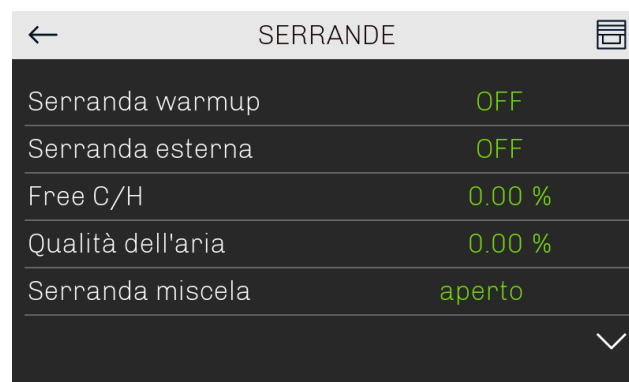 SERRANDE
Serranda warmup OFF
Serranda esterna OFF
Free C/H 0.00 %
Qualità dell'aria 0.00 %
Serranda miscela aperto